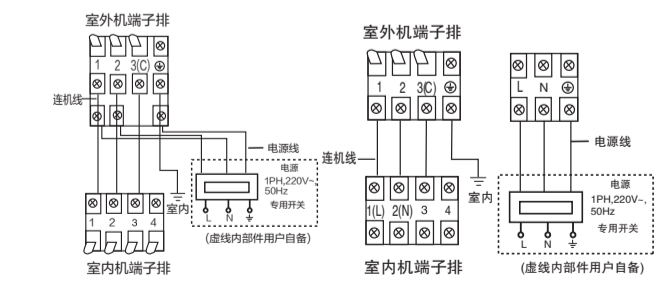 室外机端子排
1 2 3(C)
连机线
电源线
电源
1PH,220V~
50Hz
专用开关
L N
室内
1 2 3 4
(虚线内部件用户自备)
室内机端子排
室外机端子排
1 2 3(C)
L N
电源线
连机线
室内
1(L) 2(N) 3 4
电源
1PH,220V~,
50Hz
专用开关
L N
室内机端子排
(虚线内部件用户自备)